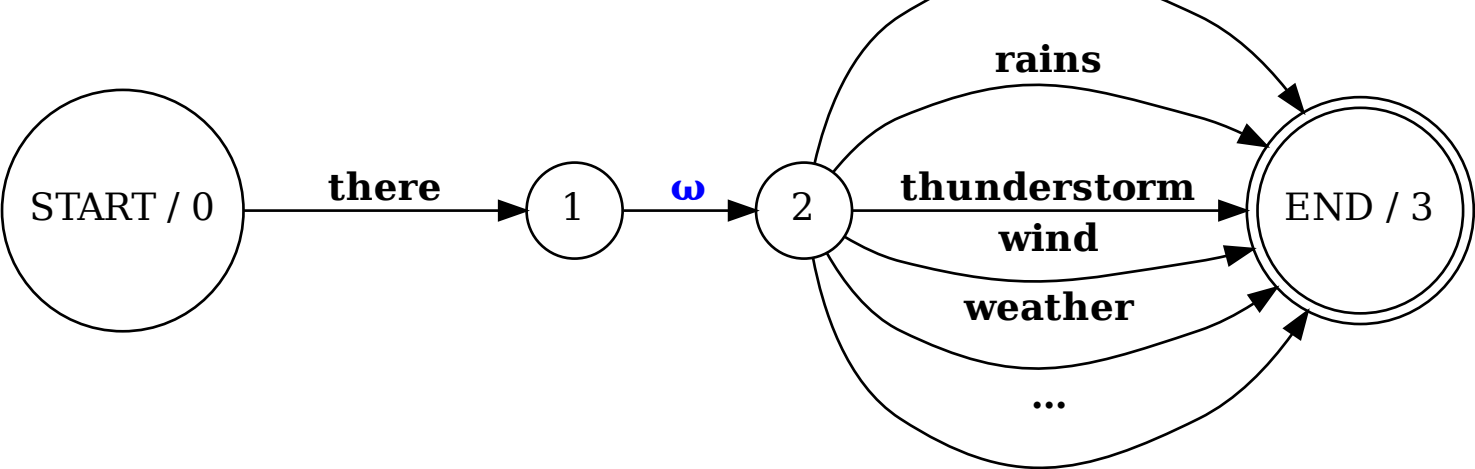 rains
START / 0 there 1 ω 2 thunderstorm END / 3
wind
weather
...